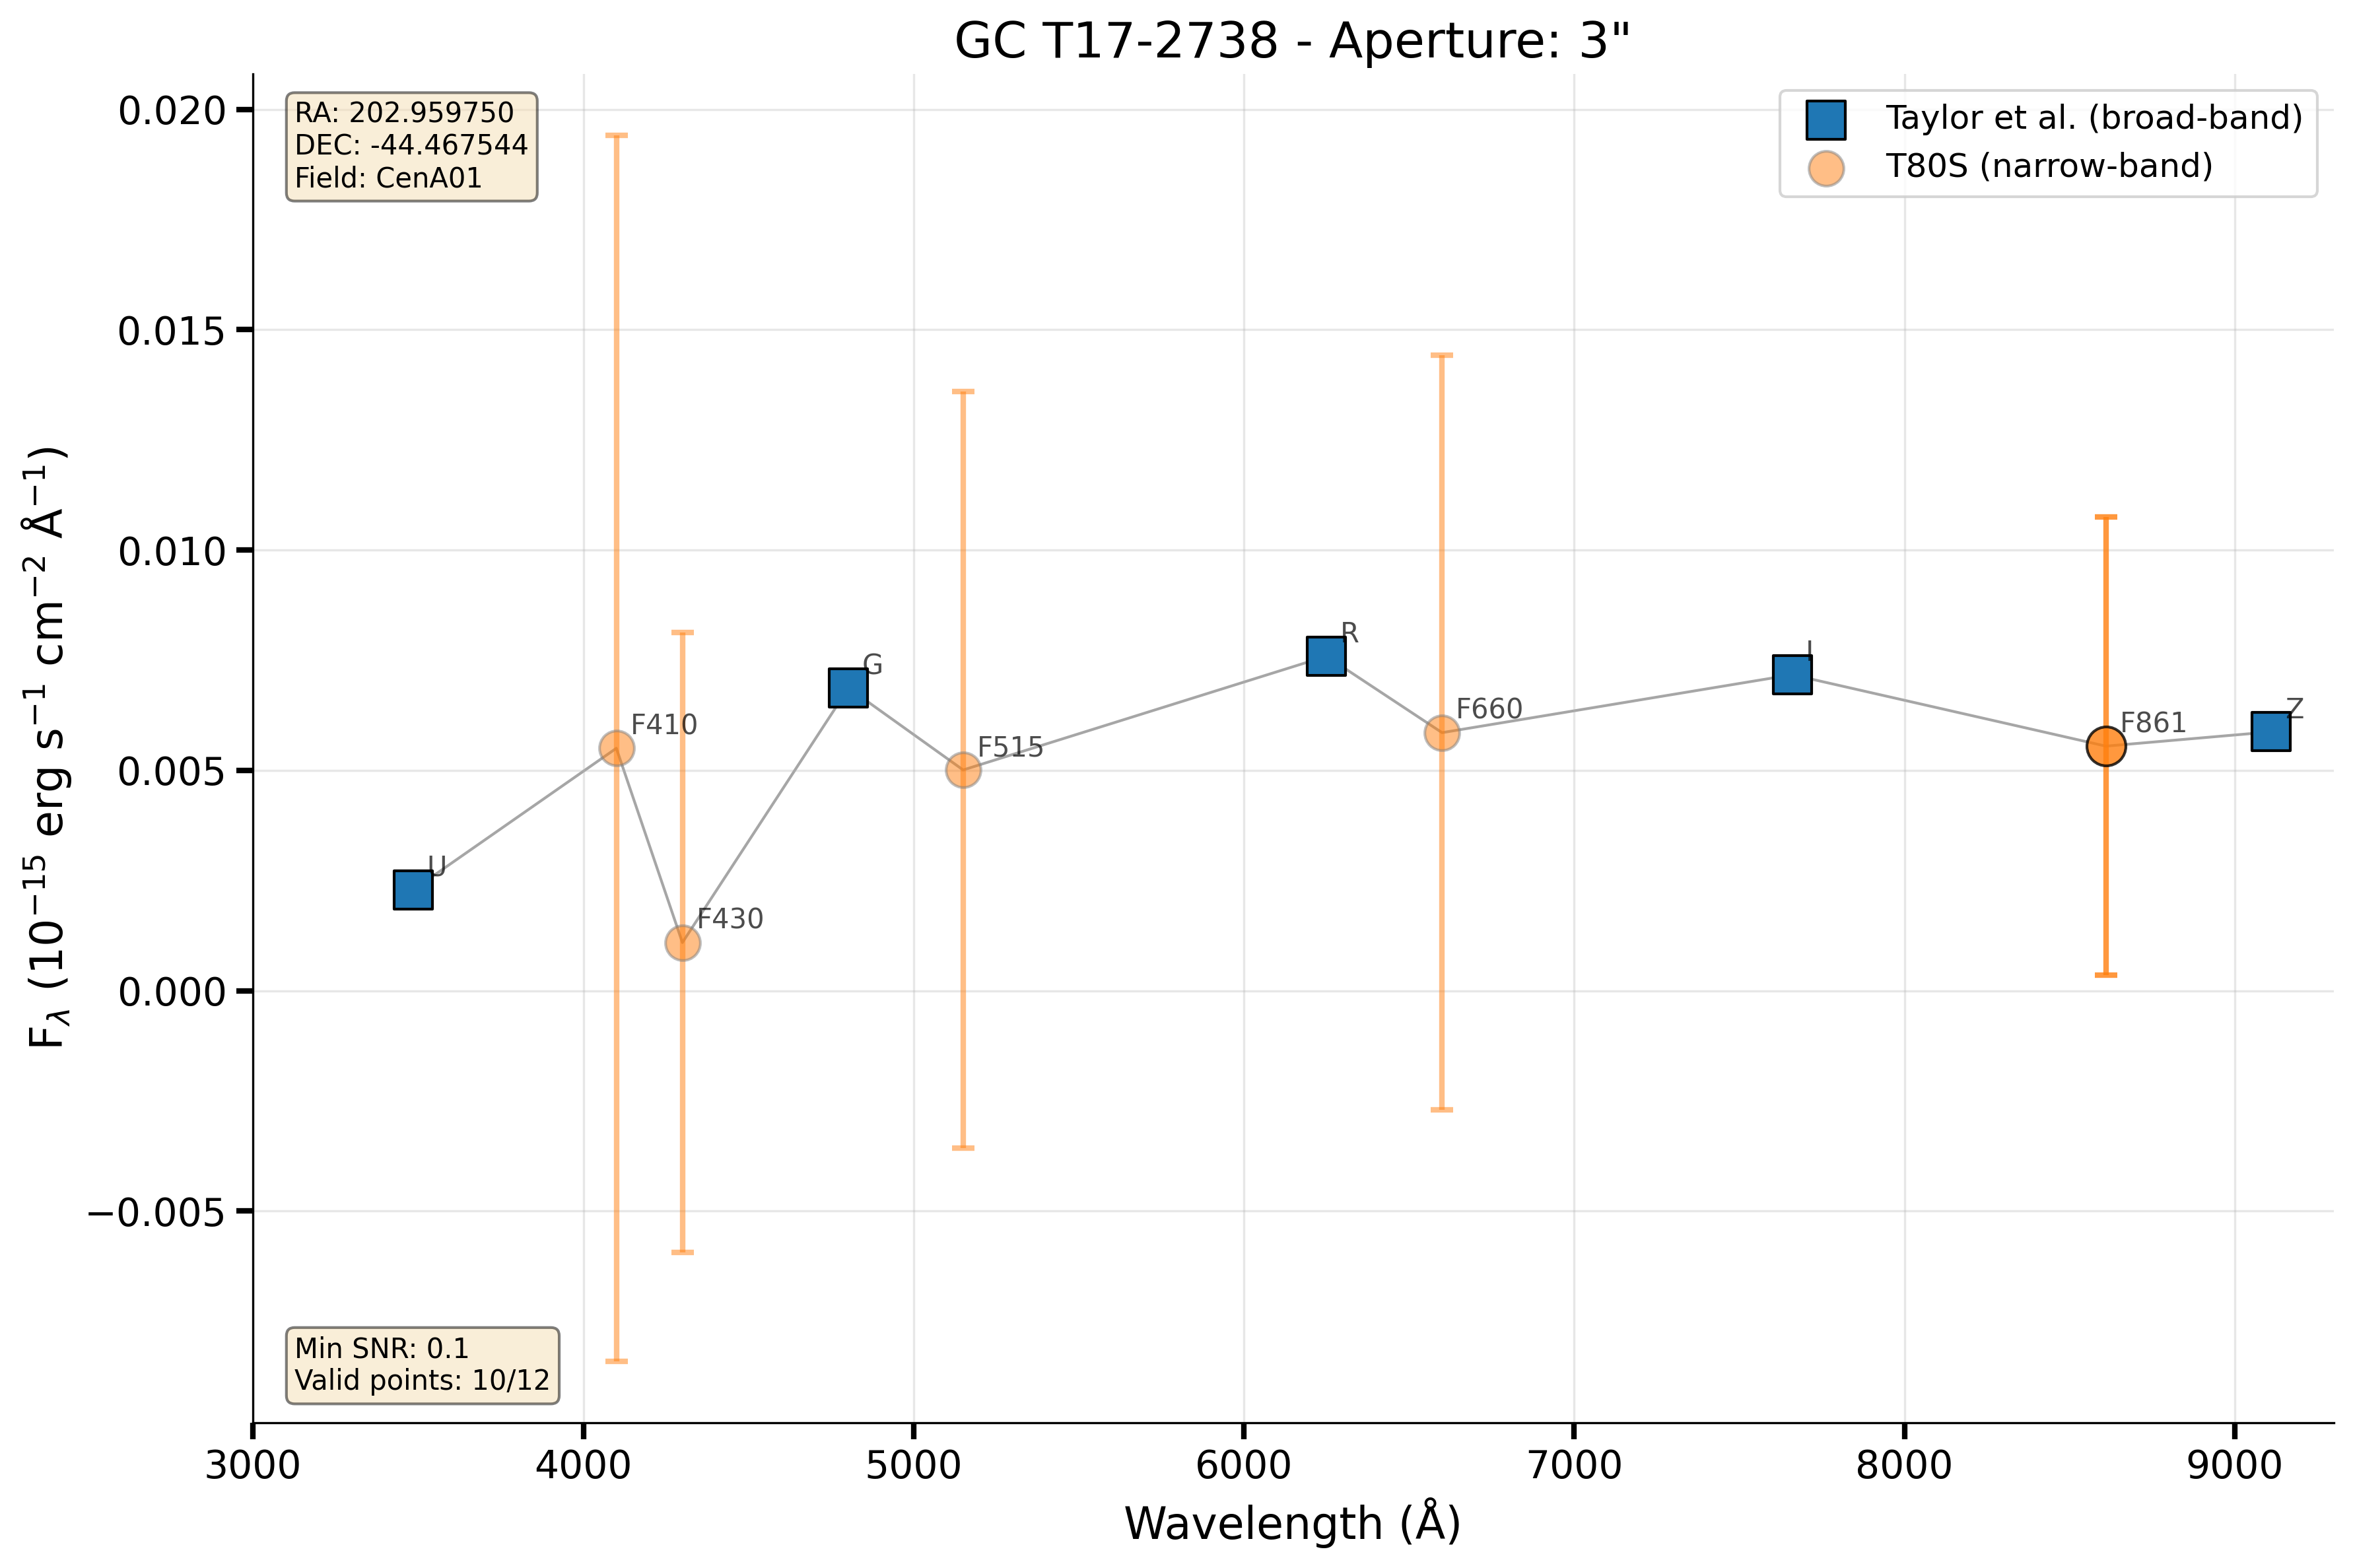 GC T17-2738 - Aperture: 3"
RA: 202.959750
DEC: -44.467544
Field: CenA01
Taylor et al. (broad-band)
T80S (narrow-band)
F_λ (10⁻¹⁵ erg s⁻¹ cm⁻² Å⁻¹)
0.020
0.015
0.010
0.005
0.000
−0.005
U
F410
F430
G
F515
R
F660
I
F861
Z
Min SNR: 0.1
Valid points: 10/12
3000 4000 5000 6000 7000 8000 9000
Wavelength (Å)